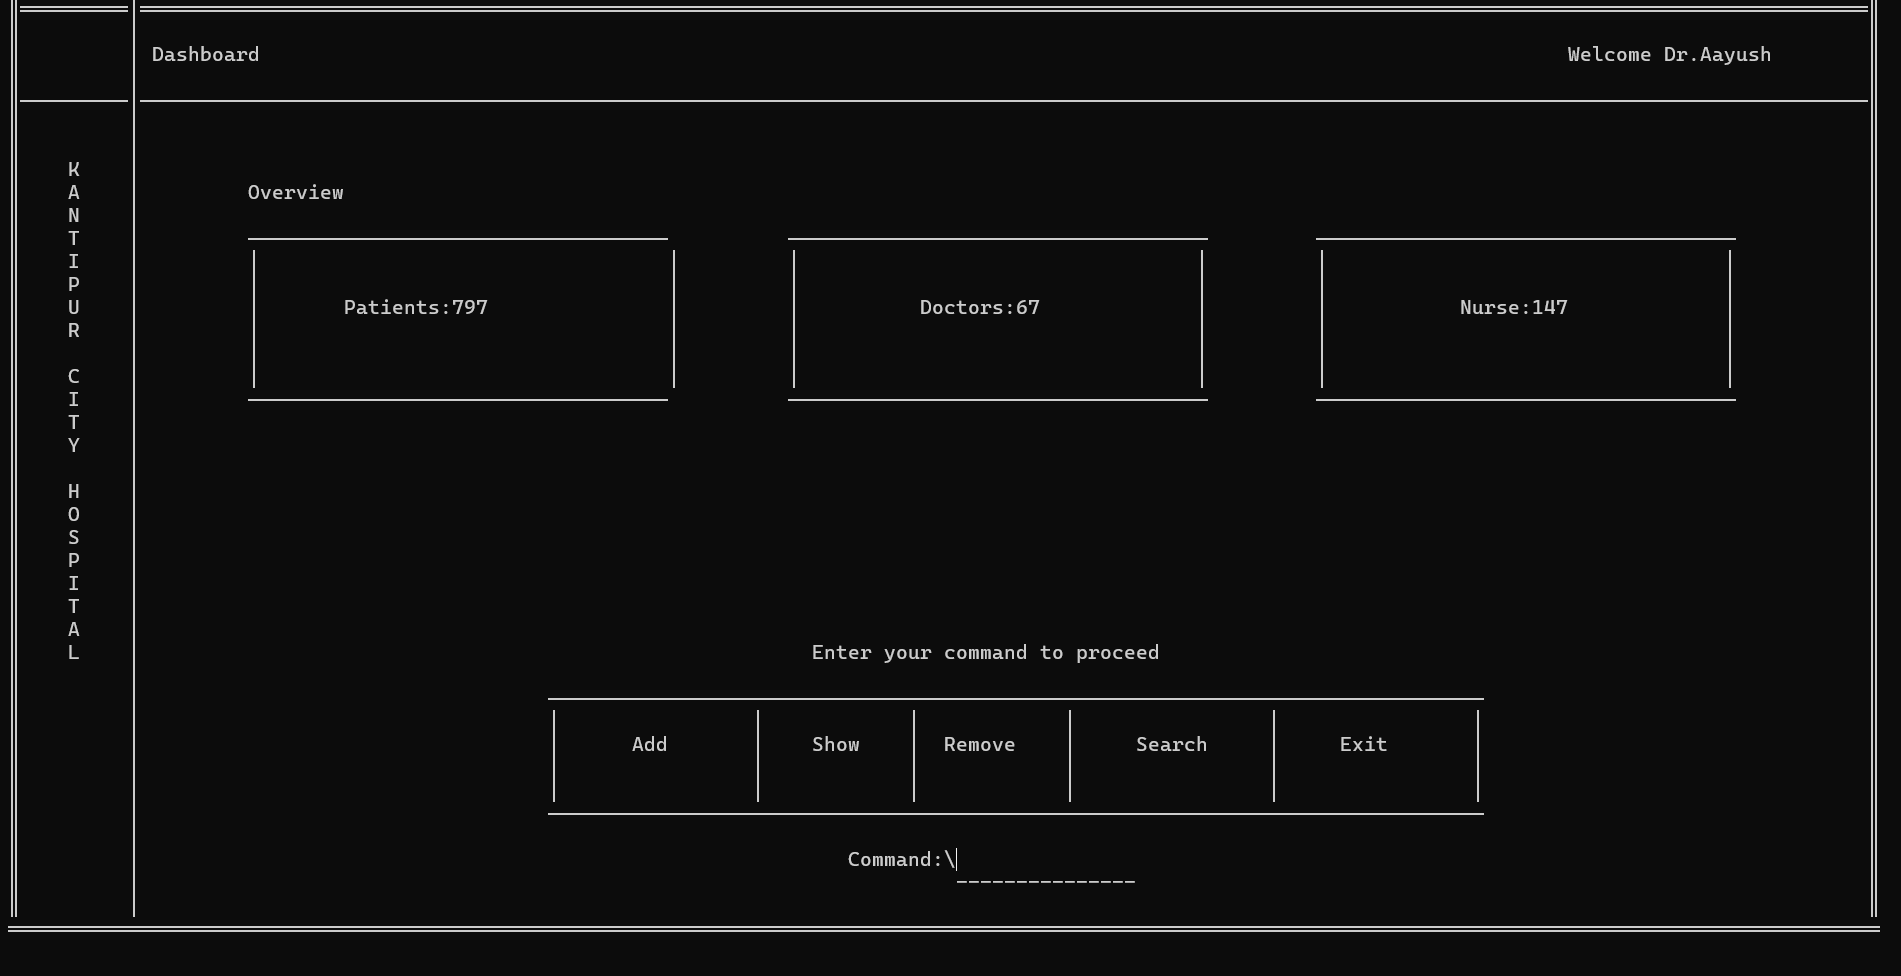 Dashboard
Welcome Dr.Aayush
K
A
N
T
I
P
U
R
C
I
T
Y
H
O
S
P
I
T
A
L
Overview
Patients:797
Doctors:67
Nurse:147
Enter your command to proceed
Add
Show
Remove
Search
Exit
Command:\
_______________